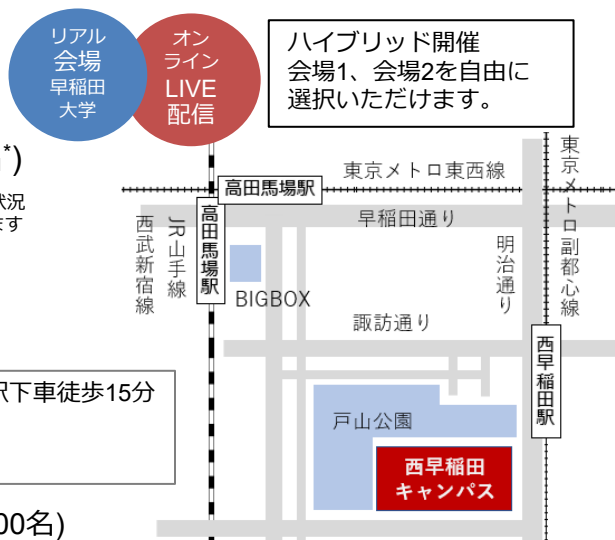 リアル
会場
早稲田
大学
オン
ライン
LIVE
配信
ハイブリッド開催
会場1、会場2を自由に
選択いただけます。
*)
状況
ます
東京メトロ東西線
高田馬場駅
早稲田通り
西武新宿線
JR山手線
高田馬場駅
BIGBOX
明治通り
東京メトロ副都心線
諏訪通り
西早稲田駅
駅下車徒歩15分
戸山公園
西早稲田
キャンパス
00名)